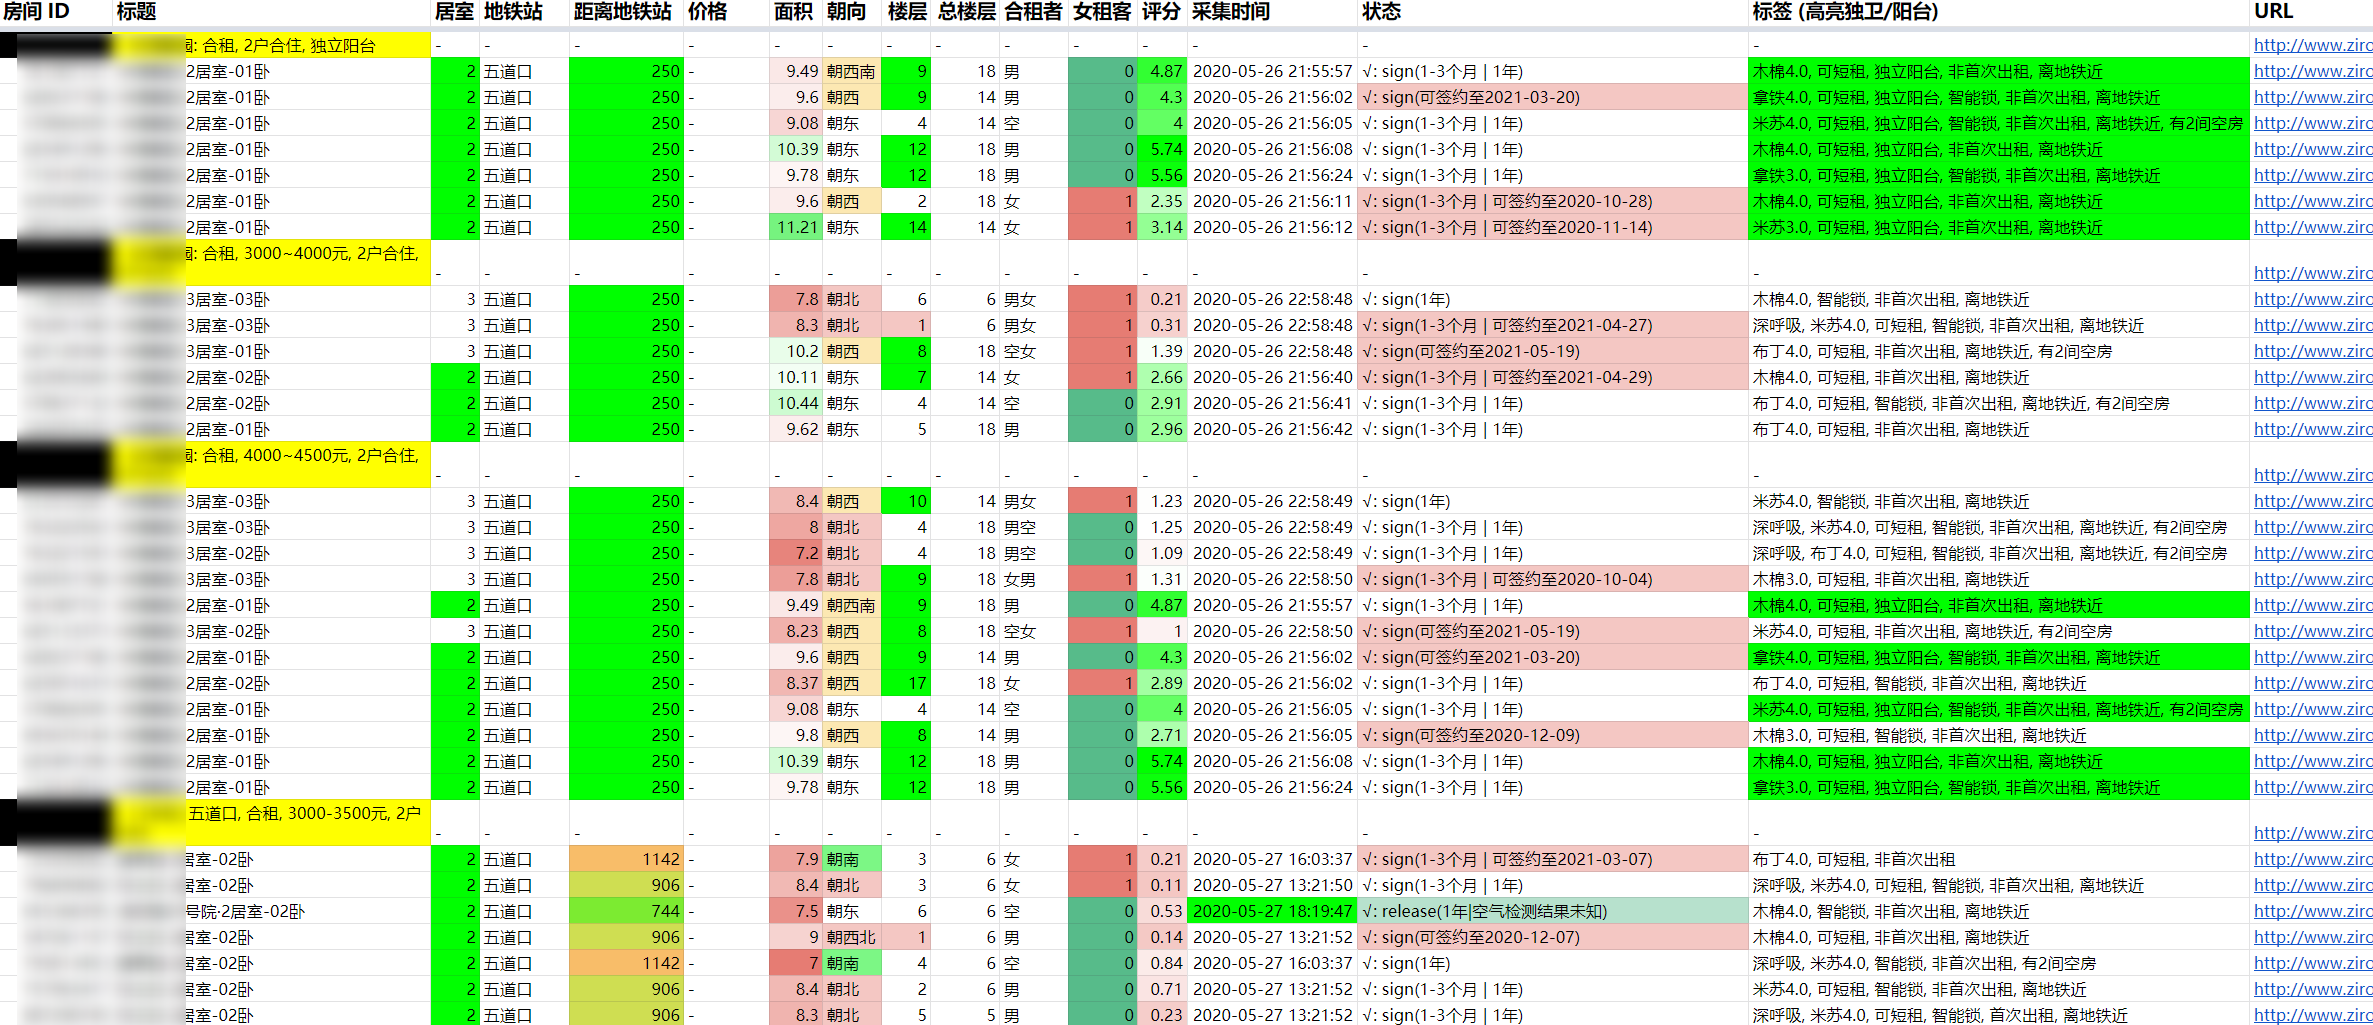 房间 ID 标题 居室 地铁站 距离地铁站 价格 面积 朝向 楼层 总楼层 合租者 女租客 评分 采集时间 状态 标签 (高亮独卫/阳台) URL
: 合租, 2户合住, 独立阳台 - - - - - - - - - - - - - - http://www.ziro
2居室-01卧 2 五道口 250 - 9.49 朝西南 9 18 男 0 4.87 2020-05-26 21:55:57 √: sign(1-3个月 | 1年) 木棉4.0, 可短租, 独立阳台, 非首次出租, 离地铁近 http://www.ziro
2居室-01卧 2 五道口 250 - 9.6 朝西 9 14 男 0 4.3 2020-05-26 21:56:02 √: sign(可签约至2021-03-20) 拿铁4.0, 可短租, 独立阳台, 智能锁, 非首次出租, 离地铁近 http://www.ziro
2居室-01卧 2 五道口 250 - 9.08 朝东 4 14 空 0 4 2020-05-26 21:56:05 √: sign(1-3个月 | 1年) 米苏4.0, 可短租, 独立阳台, 智能锁, 非首次出租, 离地铁近, 有2间空房 http://www.ziro
2居室-01卧 2 五道口 250 - 10.39 朝东 12 18 男 0 5.74 2020-05-26 21:56:08 √: sign(1-3个月 | 1年) 木棉4.0, 可短租, 独立阳台, 非首次出租, 离地铁近 http://www.ziro
2居室-01卧 2 五道口 250 - 9.78 朝东 12 18 男 0 5.56 2020-05-26 21:56:24 √: sign(1-3个月 | 1年) 拿铁3.0, 可短租, 独立阳台, 智能锁, 非首次出租, 离地铁近 http://www.ziro
2居室-01卧 2 五道口 250 - 9.6 朝西 2 18 女 1 2.35 2020-05-26 21:56:11 √: sign(1-3个月 | 可签约至2020-10-28) 木棉4.0, 可短租, 独立阳台, 非首次出租, 离地铁近 http://www.ziro
2居室-01卧 2 五道口 250 - 11.21 朝东 14 14 女 1 3.14 2020-05-26 21:56:12 √: sign(1-3个月 | 可签约至2020-11-14) 米苏3.0, 可短租, 独立阳台, 非首次出租, 离地铁近 http://www.ziro
: 合租, 3000~4000元, 2户合住,
- - - - - - - - - - - - - - http://www.ziro
3居室-03卧 3 五道口 250 - 7.8 朝北 6 6 男女 1 0.21 2020-05-26 22:58:48 √: sign(1年) 木棉4.0, 智能锁, 非首次出租, 离地铁近 http://www.ziro
3居室-03卧 3 五道口 250 - 8.3 朝北 1 6 男女 1 0.31 2020-05-26 22:58:48 √: sign(1-3个月 | 可签约至2021-04-27) 深呼吸, 米苏4.0, 可短租, 智能锁, 非首次出租, 离地铁近 http://www.ziro
3居室-01卧 3 五道口 250 - 10.2 朝西 8 18 空女 1 1.39 2020-05-26 22:58:48 √: sign(可签约至2021-05-19) 布丁4.0, 可短租, 非首次出租, 离地铁近, 有2间空房 http://www.ziro
2居室-02卧 2 五道口 250 - 10.11 朝东 7 14 女 1 2.66 2020-05-26 21:56:40 √: sign(1-3个月 | 可签约至2021-04-29) 木棉4.0, 可短租, 非首次出租, 离地铁近 http://www.ziro
2居室-02卧 2 五道口 250 - 10.44 朝东 4 14 空 0 2.91 2020-05-26 21:56:41 √: sign(1-3个月 | 1年) 布丁4.0, 可短租, 智能锁, 非首次出租, 离地铁近, 有2间空房 http://www.ziro
2居室-01卧 2 五道口 250 - 9.62 朝东 5 18 男 0 2.96 2020-05-26 21:56:42 √: sign(1-3个月 | 1年) 布丁4.0, 可短租, 非首次出租, 离地铁近 http://www.ziro
: 合租, 4000~4500元, 2户合住,
- - - - - - - - - - - - - - http://www.ziro
3居室-03卧 3 五道口 250 - 8.4 朝西 10 14 男女 1 1.23 2020-05-26 22:58:49 √: sign(1年) 米苏4.0, 智能锁, 非首次出租, 离地铁近 http://www.ziro
3居室-03卧 3 五道口 250 - 8 朝北 4 18 男空 0 1.25 2020-05-26 22:58:49 √: sign(1-3个月 | 1年) 深呼吸, 米苏4.0, 可短租, 智能锁, 非首次出租, 离地铁近, 有2间空房 http://www.ziro
3居室-02卧 3 五道口 250 - 7.2 朝北 4 18 男空 0 1.09 2020-05-26 22:58:49 √: sign(1-3个月 | 1年) 深呼吸, 布丁4.0, 可短租, 智能锁, 非首次出租, 离地铁近, 有2间空房 http://www.ziro
3居室-03卧 3 五道口 250 - 7.8 朝北 9 18 女男 1 1.31 2020-05-26 22:58:50 √: sign(1-3个月 | 可签约至2020-10-04) 木棉3.0, 可短租, 非首次出租, 离地铁近 http://www.ziro
2居室-01卧 2 五道口 250 - 9.49 朝西南 9 18 男 0 4.87 2020-05-26 21:55:57 √: sign(1-3个月 | 1年) 木棉4.0, 可短租, 独立阳台, 非首次出租, 离地铁近 http://www.ziro
3居室-02卧 3 五道口 250 - 8.23 朝西 8 18 空女 1 1 2020-05-26 22:58:50 √: sign(可签约至2021-05-19) 米苏4.0, 可短租, 非首次出租, 离地铁近, 有2间空房 http://www.ziro
2居室-01卧 2 五道口 250 - 9.6 朝西 9 14 男 0 4.3 2020-05-26 21:56:02 √: sign(可签约至2021-03-20) 拿铁4.0, 可短租, 独立阳台, 智能锁, 非首次出租, 离地铁近 http://www.ziro
2居室-02卧 2 五道口 250 - 8.37 朝西 17 18 女 1 2.89 2020-05-26 21:56:02 √: sign(1-3个月 | 1年) 布丁4.0, 可短租, 智能锁, 非首次出租, 离地铁近 http://www.ziro
2居室-01卧 2 五道口 250 - 9.08 朝东 4 14 空 0 4 2020-05-26 21:56:05 √: sign(1-3个月 | 1年) 米苏4.0, 可短租, 独立阳台, 智能锁, 非首次出租, 离地铁近, 有2间空房 http://www.ziro
2居室-01卧 2 五道口 250 - 9.8 朝西 8 14 男 0 2.71 2020-05-26 21:56:05 √: sign(可签约至2020-12-09) 木棉3.0, 可短租, 智能锁, 非首次出租, 离地铁近 http://www.ziro
2居室-01卧 2 五道口 250 - 10.39 朝东 12 18 男 0 5.74 2020-05-26 21:56:08 √: sign(1-3个月 | 1年) 木棉4.0, 可短租, 独立阳台, 非首次出租, 离地铁近 http://www.ziro
2居室-01卧 2 五道口 250 - 9.78 朝东 12 18 男 0 5.56 2020-05-26 21:56:24 √: sign(1-3个月 | 1年) 拿铁3.0, 可短租, 独立阳台, 智能锁, 非首次出租, 离地铁近 http://www.ziro
五道口, 合租, 3000-3500元, 2户
- - - - - - - - - - - - - - http://www.ziro
居室-02卧 2 五道口 1142 - 7.9 朝南 3 6 女 1 0.21 2020-05-27 16:03:37 √: sign(1-3个月 | 可签约至2021-03-07) 布丁4.0, 可短租, 非首次出租 http://www.ziro
居室-02卧 2 五道口 906 - 8.4 朝北 3 6 女 1 0.11 2020-05-27 13:21:50 √: sign(1-3个月 | 1年) 深呼吸, 米苏4.0, 可短租, 智能锁, 非首次出租, 离地铁近 http://www.ziro
号院·2居室-02卧 2 五道口 744 - 7.5 朝东 6 6 空 0 0.53 2020-05-27 18:19:47 √: release(1年|空气检测结果未知) 木棉4.0, 智能锁, 非首次出租, 离地铁近 http://www.ziro
居室-02卧 2 五道口 906 - 9 朝西北 1 6 男 0 0.14 2020-05-27 13:21:52 √: sign(可签约至2020-12-07) 木棉4.0, 可短租, 非首次出租, 离地铁近 http://www.ziro
居室-02卧 2 五道口 1142 - 7 朝南 4 6 空 0 0.84 2020-05-27 16:03:37 √: sign(1年) 深呼吸, 米苏4.0, 智能锁, 非首次出租, 有2间空房 http://www.ziro
居室-02卧 2 五道口 906 - 8.4 朝北 2 6 男 0 0.71 2020-05-27 13:21:52 √: sign(1-3个月 | 1年) 米苏4.0, 可短租, 智能锁, 非首次出租, 离地铁近 http://www.ziro
居室-02卧 2 五道口 906 - 8.3 朝北 5 5 男 0 0.23 2020-05-27 13:21:52 √: sign(1-3个月 | 1年) 深呼吸, 米苏4.0, 可短租, 智能锁, 首次出租, 离地铁近 http://www.ziro